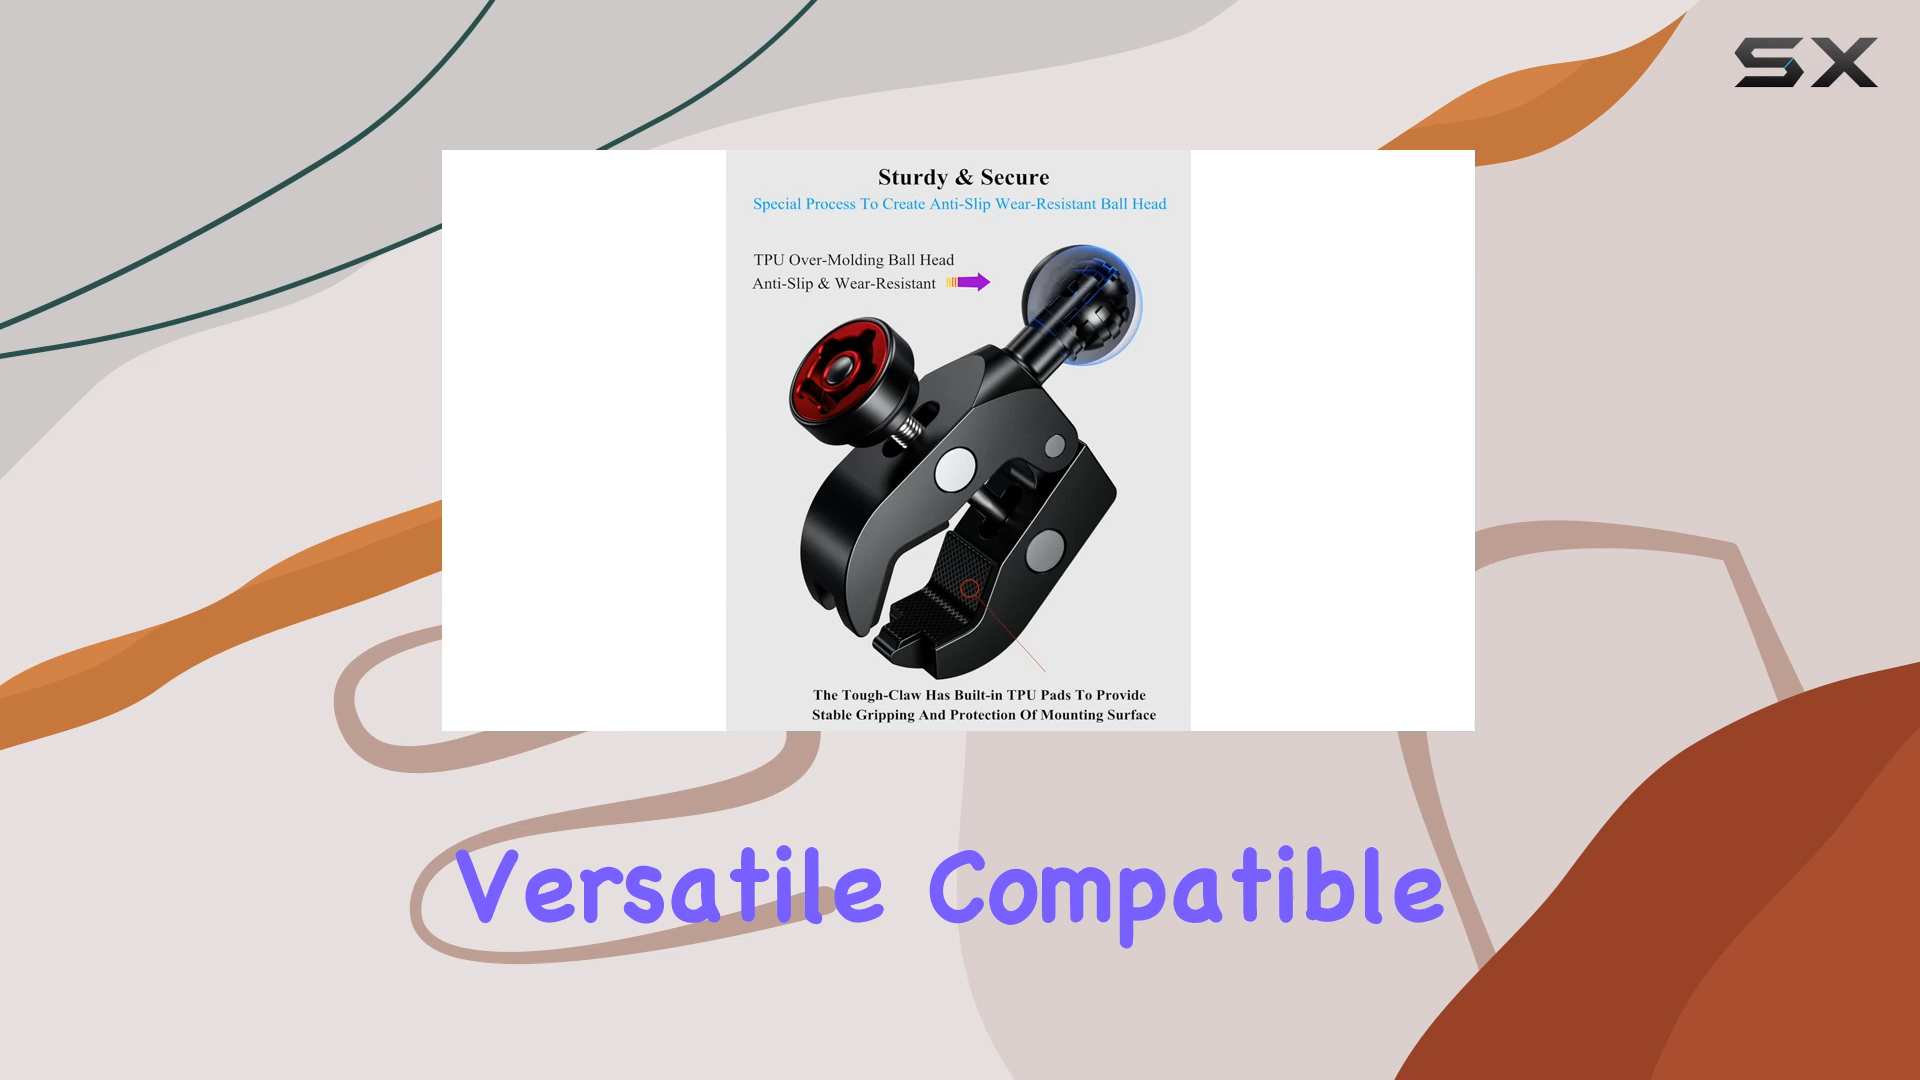 SX
Sturdy & Secure
Special Process To Create Anti-Slip Wear-Resistant Ball Head
TPU Over-Molding Ball Head
Anti-Slip & Wear-Resistant
The Tough-Claw Has Built-in TPU Pads To Provide
Stable Gripping And Protection Of Mounting Surface
Versatile Compatible